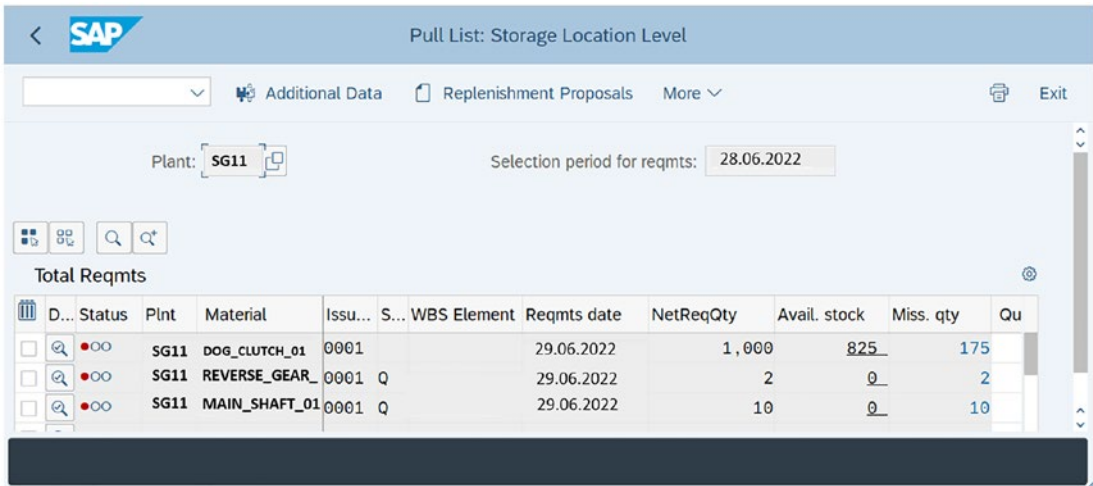 SAP Pull List: Storage Location Level
Additional Data Replenishment Proposals More Exit
Plant: SG11 Selection period for reqmts: 28.06.2022
Total Reqmts
D... Status Plnt Material Issu... S... WBS Element Reqmts date NetReqQty Avail. stock Miss. qty Qu
SG11 DOG_CLUTCH_01 0001 29.06.2022 1,000 825 175
SG11 REVERSE_GEAR_ 0001 Q 29.06.2022 2 0 2
SG11 MAIN_SHAFT_01 0001 Q 29.06.2022 10 0 10